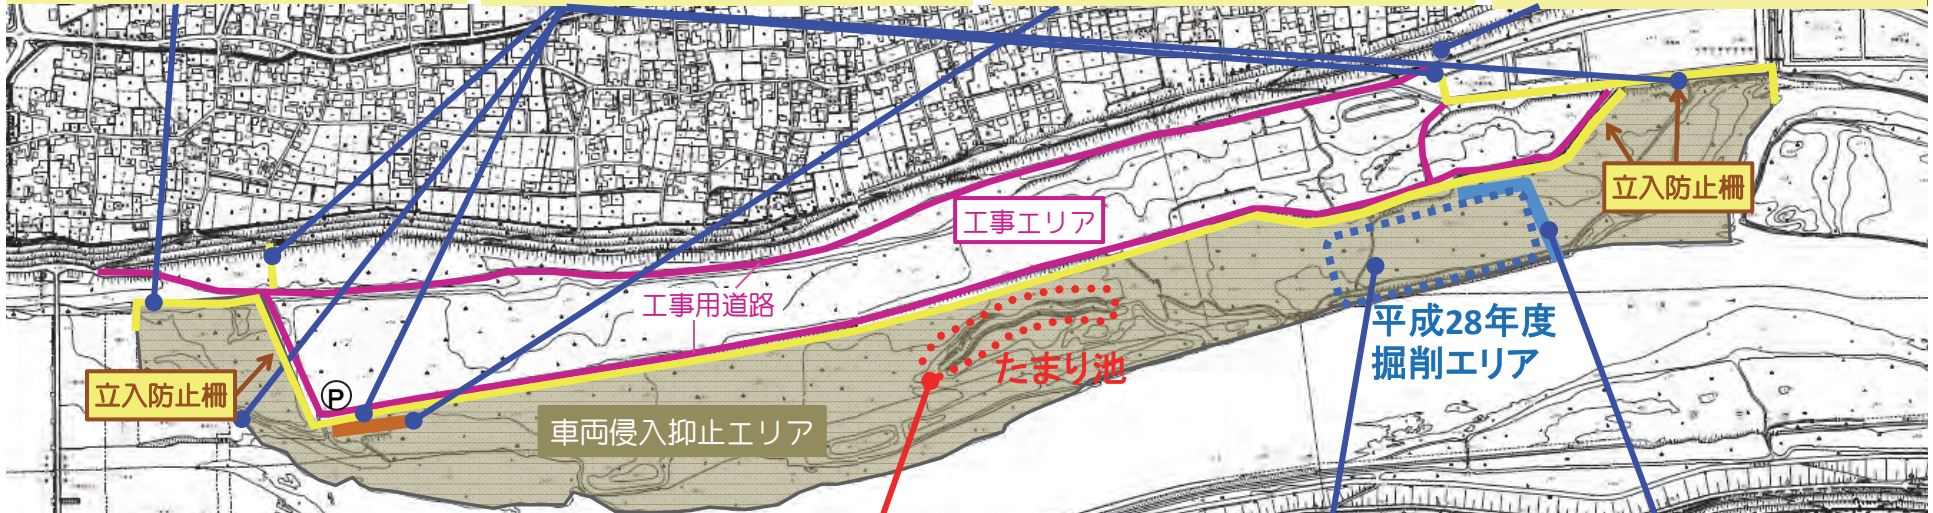 立入防止柵
工事エリア
工事用道路
平成28年度
掘削エリア
たまり池
立入防止柵
P
車両侵入抑止エリア